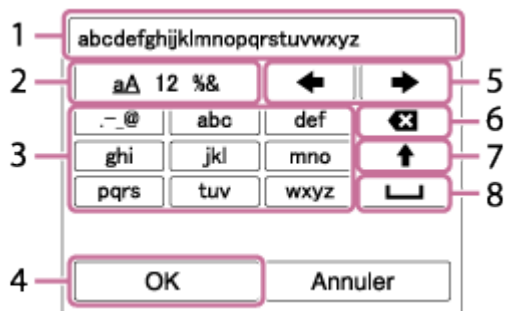 1 abcdefghijklmnopqrstuvwxyz
2 aA 12 %& 5
.-_@ abc def 6
3 ghi jkl mno 7
pqrs tuv wxyz 8
4 OK Annuler